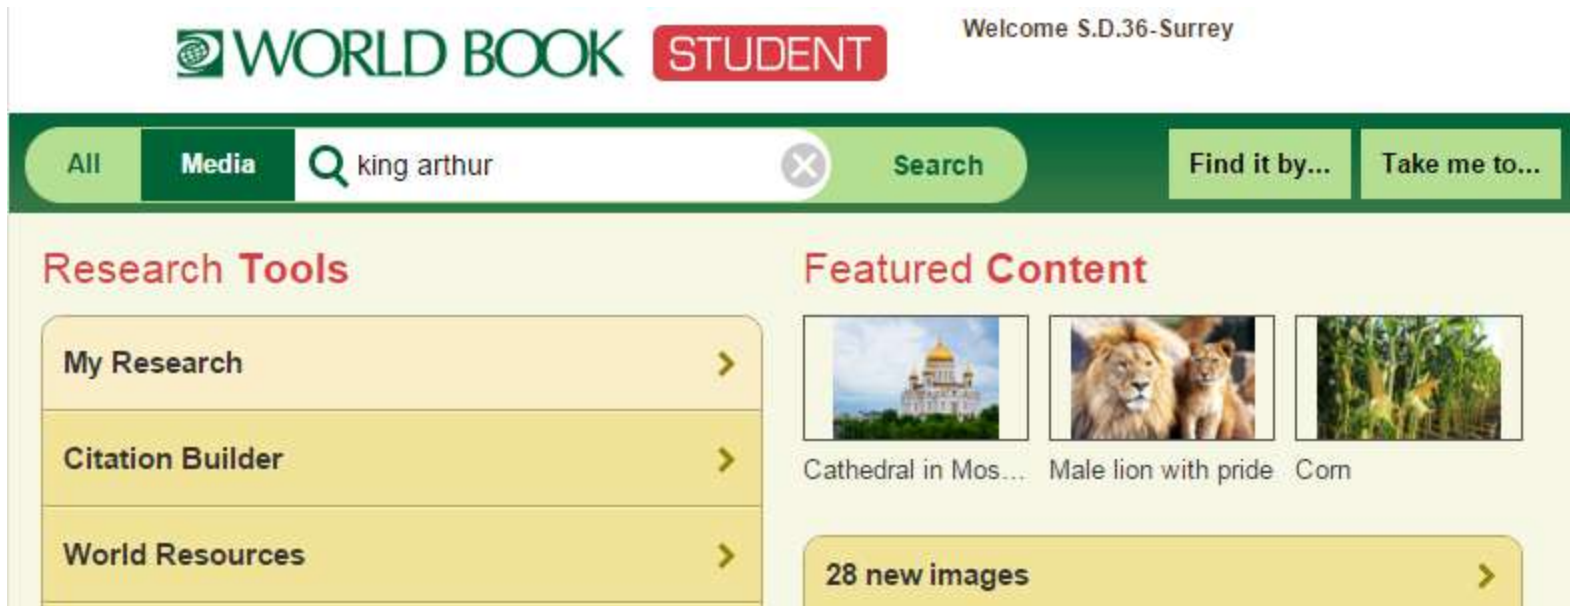 WORLD BOOK STUDENT
Welcome S.D.36-Surrey
All Media king arthur Search Find it by... Take me to...
Research Tools
My Research
Citation Builder
World Resources
Featured Content
Cathedral in Mos... Male lion with pride Corn
28 new images